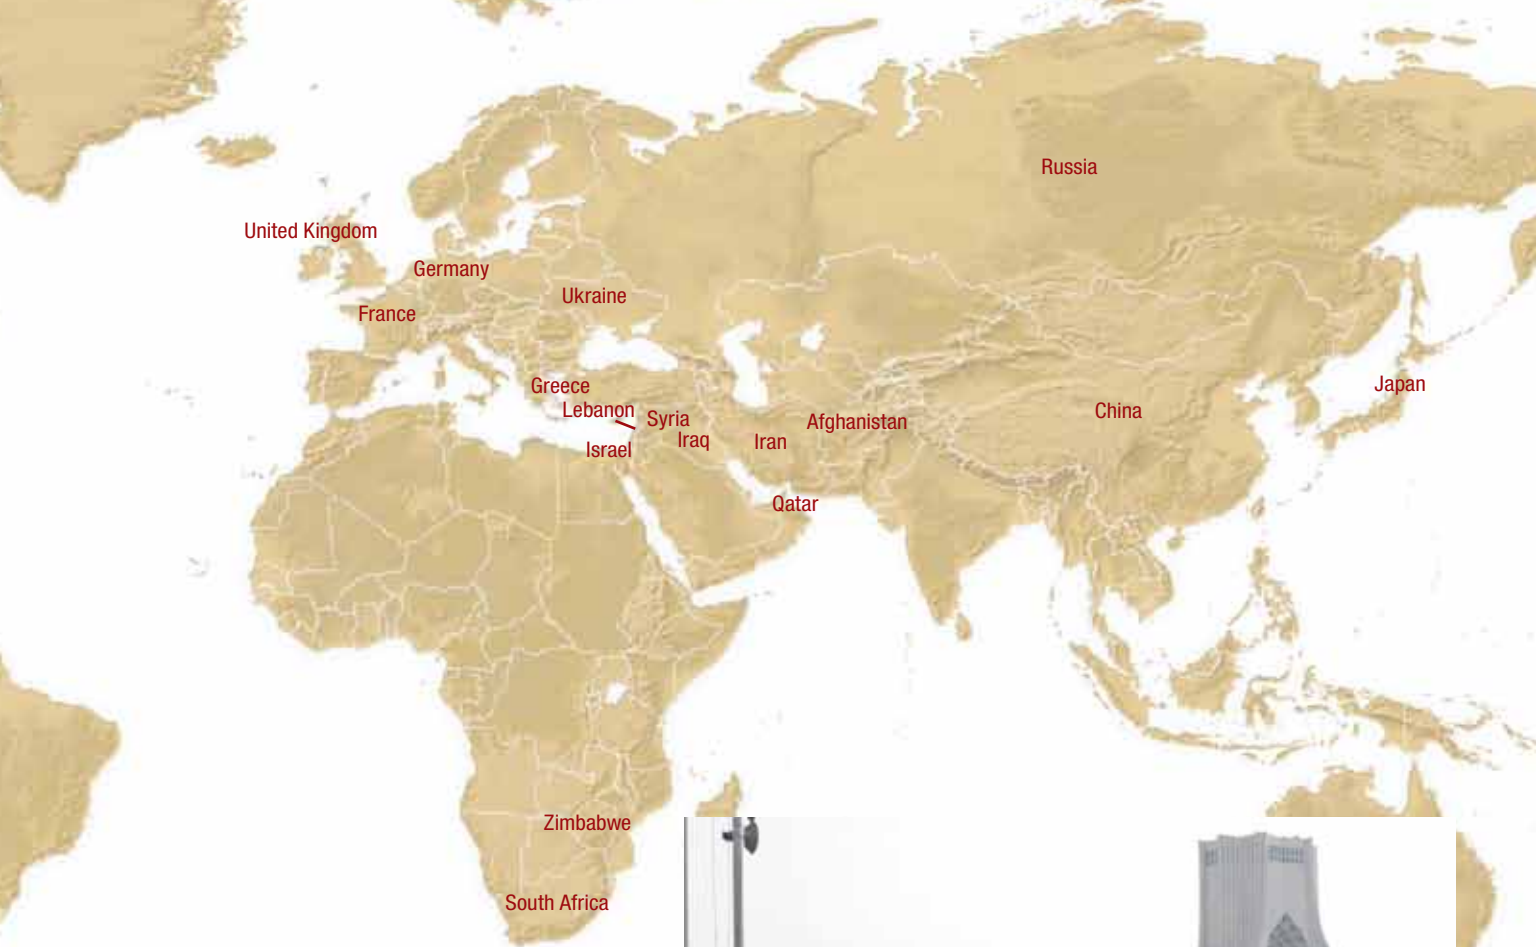 Russia
United Kingdom
Germany
Ukraine
France
Greece
Japan
Lebanon
Syria
Afghanistan
China
Israel
Iraq
Iran
Qatar
Zimbabwe
South Africa